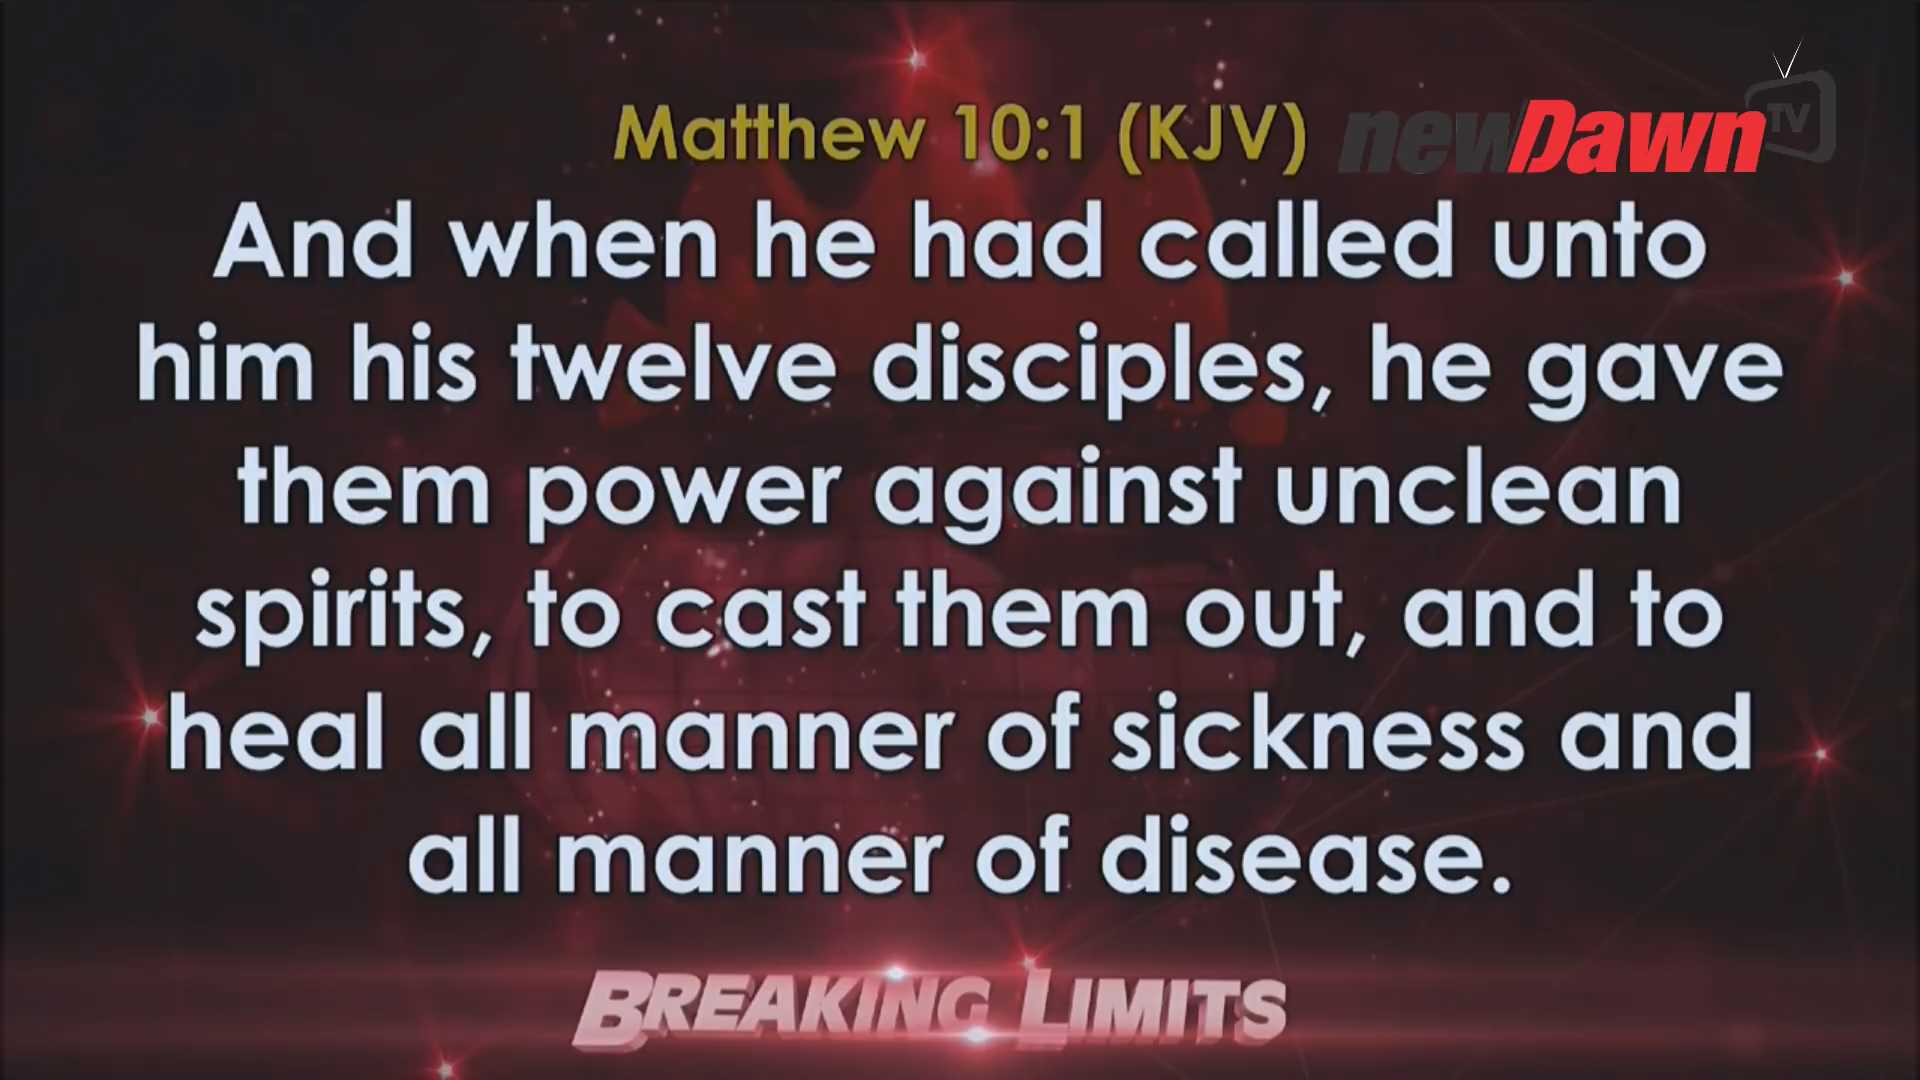 Matthew 10:1 (KJV)
newDawn TV
And when he had called unto
him his twelve disciples, he gave
them power against unclean
spirits, to cast them out, and to
heal all manner of sickness and
all manner of disease.
BREAKING LIMITS